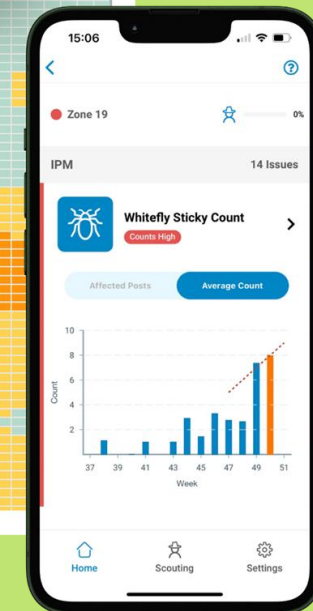 15:06
?
Zone 19
0%
IPM
14 Issues
Whitefly Sticky Count
Counts High
Affected Posts
Average Count
10
8
6
4
2
Count
37 39 41 43 45 47 49 51
Week
Home
Scouting
Settings